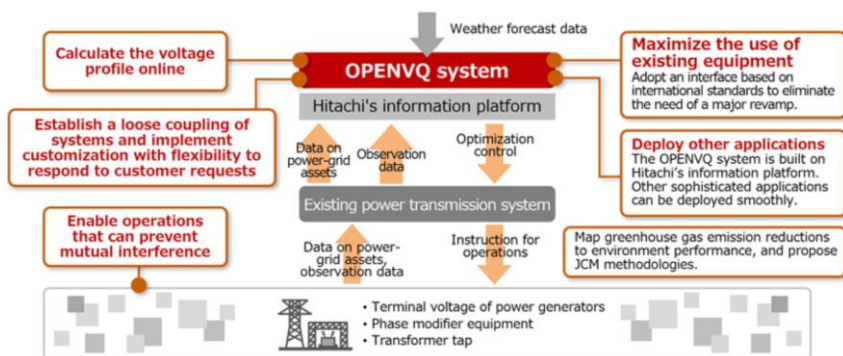 Weather forecast data
Calculate the voltage
profile online
OPENVQ system
Maximize the use of
existing equipment
Adopt an interface based on
international standards to eliminate
the need of a major revamp.
Hitachi's information platform
Establish a loose coupling of
systems and implement
customization with flexibility to
respond to customer requests
Data on
power-grid
assets
Observation
data
Optimization
control
Deploy other applications
The OPENVQ system is built on
Hitachi's information platform.
Other sophisticated applications
can be deployed smoothly.
Existing power transmission system
Enable operations
that can prevent
mutual interference
Data on power-
grid assets,
observation data
Instruction for
operations
Map greenhouse gas emission reductions
to environment performance, and propose
JCM methodologies.
• Terminal voltage of power generators
• Phase modifier equipment
• Transformer tap